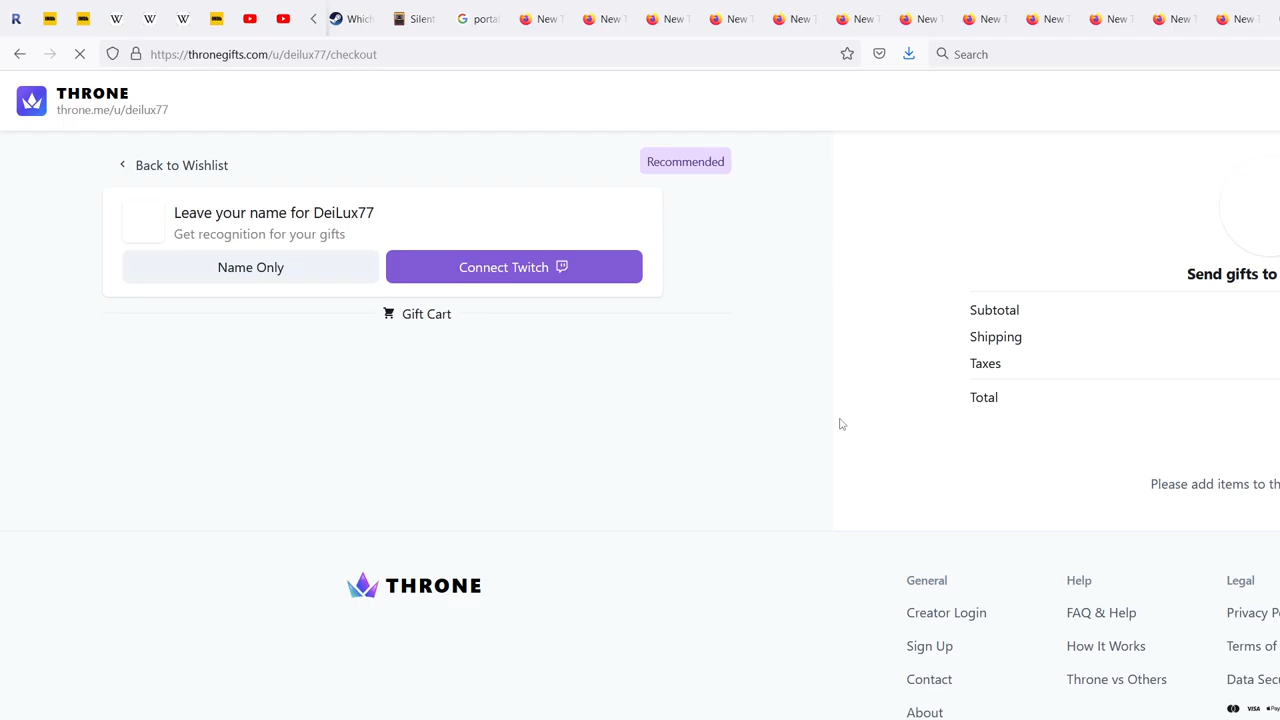 Which
Silent
Google porta
New T
New T
New T
New T
New T
New T
New T
New T
New T
New T
New T
New T
https://thronegifts.com/u/deilux77/checkout
Search
THRONE
throne.me/u/deilux77
Back to Wishlist
Recommended
Leave your name for DeiLux77
Get recognition for your gifts
Name Only
Connect Twitch
Gift Cart
Send gifts to
Subtotal
Shipping
Taxes
Total
Please add items to th
THRONE
General
Help
Legal
Creator Login
FAQ & Help
Privacy P
Sign Up
How It Works
Terms of
Contact
Throne vs Others
Data Secu
About
VISA
Pay